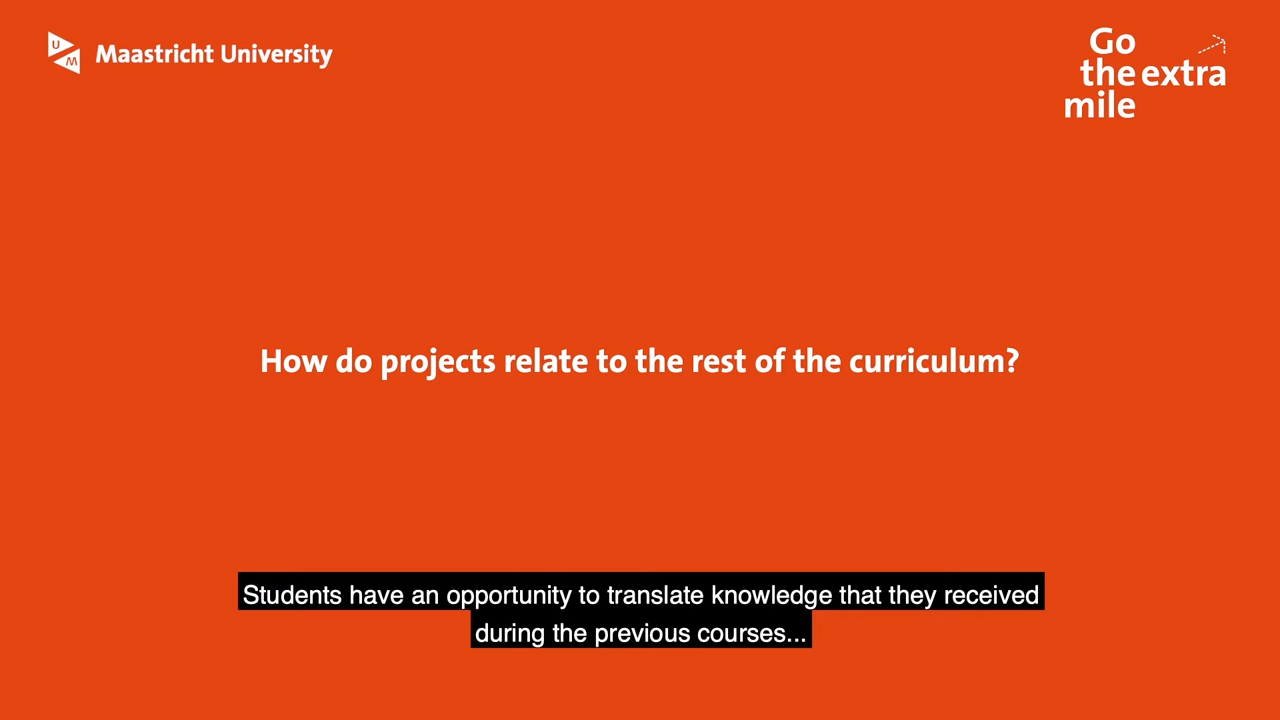 UM
Maastricht University
Go
the extra
mile
How do projects relate to the rest of the curriculum?
Students have an opportunity to translate knowledge that they received
during the previous courses...